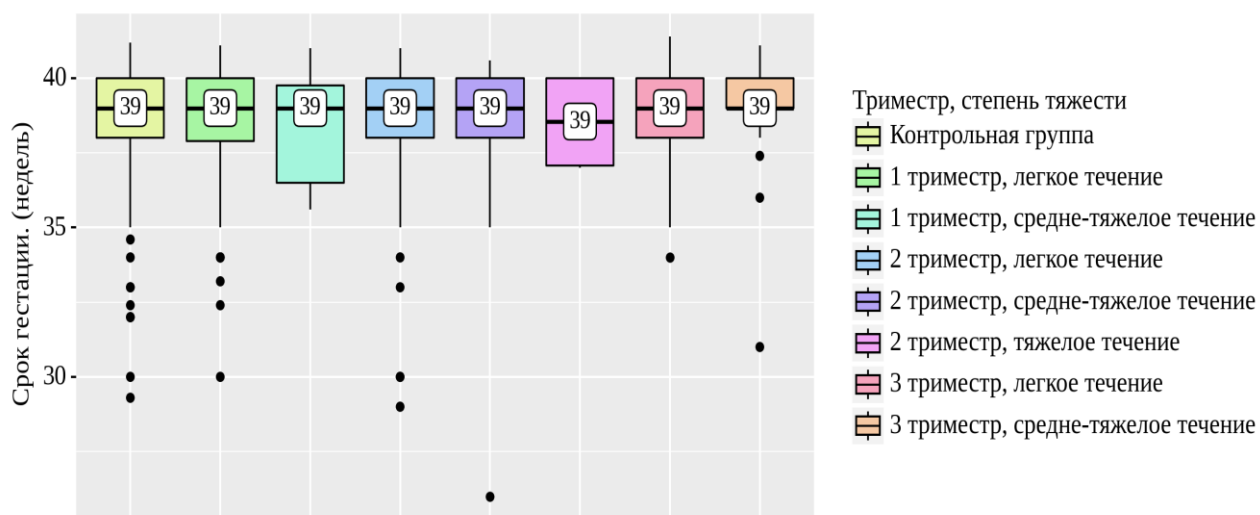 Срок гестации. (недель)
40
35
30
39 39 39 39 39 39 39 39
Триместр, степень тяжести
Контрольная группа
1 триместр, легкое течение
1 триместр, средне-тяжелое течение
2 триместр, легкое течение
2 триместр, средне-тяжелое течение
2 триместр, тяжелое течение
3 триместр, легкое течение
3 триместр, средне-тяжелое течение